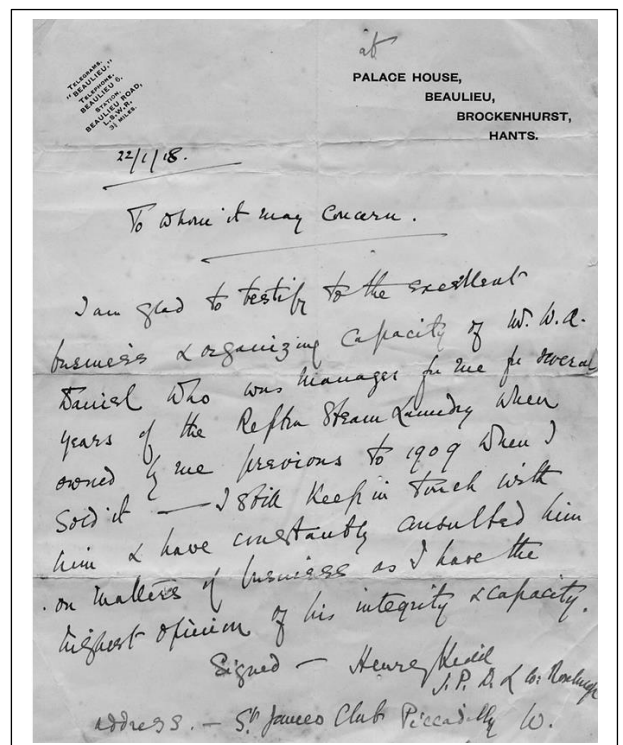 at
PALACE HOUSE,
BEAULIEU,
BROCKENHURST,
HANTS.
TELEGRAMS,
"BEAULIEU."
TELEPHONE,
BEAULIEU 6.
STATION,
BEAULIEU ROAD,
L.S.W.R.
3½ MILES.
22/1/18.
To whom it may concern.
I am glad to testify to the excellent
business & organizing capacity of W. A.
Daniel who was manager for me for several
years of the Steam Laundry when
owned by me previous to 1909 when I
sold it — I still keep in touch with
him & have constantly consulted him
on matters of business as I have the
highest opinion of his integrity & capacity.
Signed — Henry
J.P. D.L.
address. — St James Club Piccadilly W.